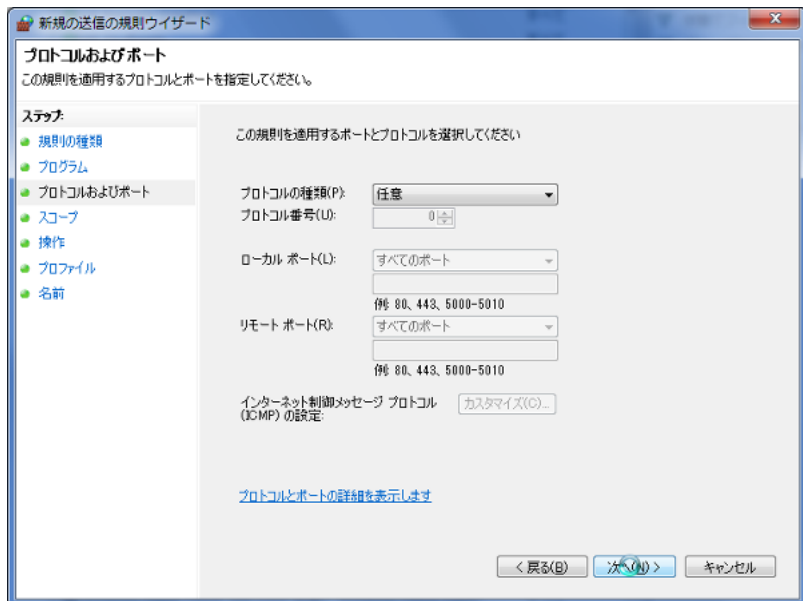 新規の送信の規則ウィザード
プロトコルおよびポート
この規則を適用するプロトコルとポートを指定してください。
ステップ:
規則の種類
プログラム
プロトコルおよびポート
スコープ
操作
プロファイル
名前
この規則を適用するポートとプロトコルを選択してください
プロトコルの種類(P): 任意
プロトコル番号(U): 0
ローカル ポート(L): すべてのポート
例: 80、443、5000-5010
リモート ポート(R): すべてのポート
例: 80、443、5000-5010
インターネット制御メッセージ プロトコル
(ICMP) の設定: カスタマイズ(C)...
プロトコルとポートの詳細を表示します
< 戻る(B) 次へ(N) > キャンセル